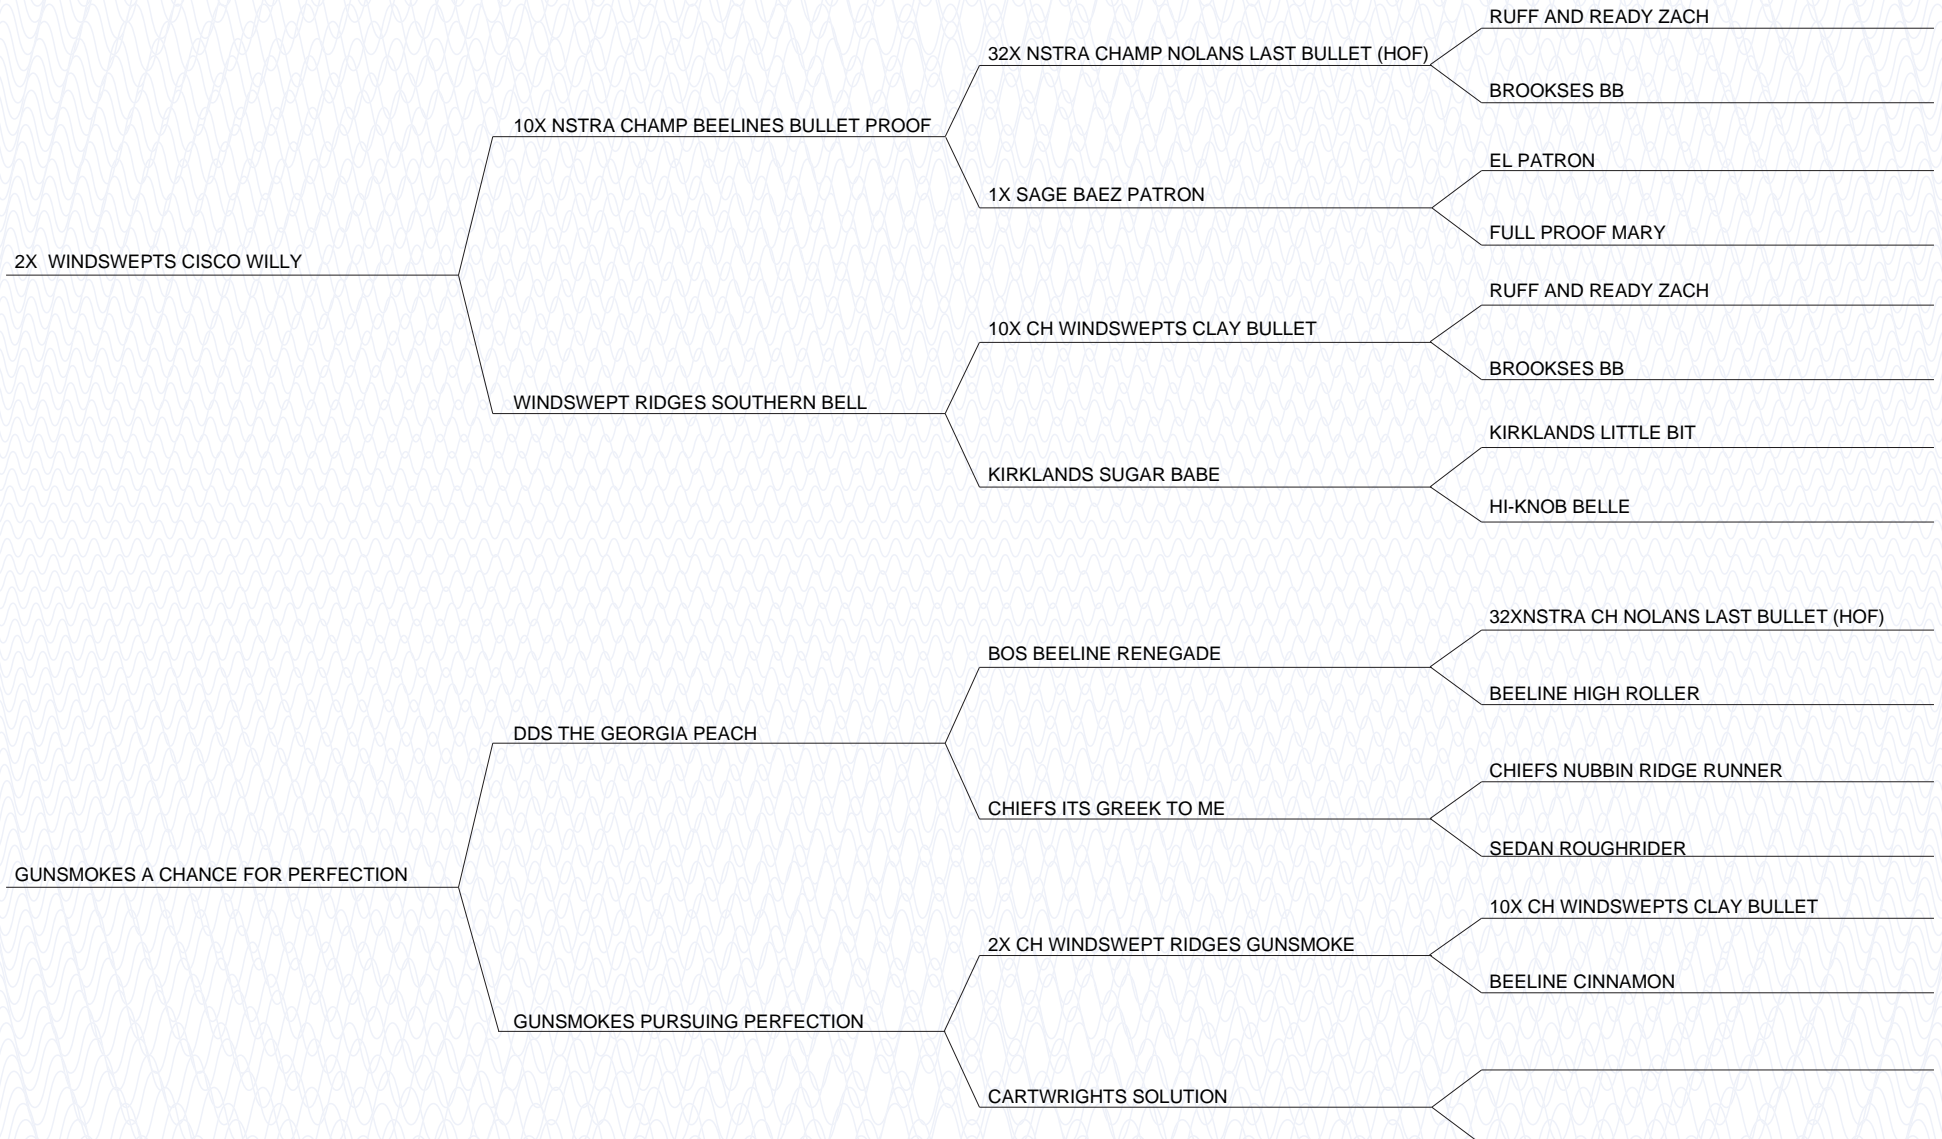 RUFF AND READY ZACH
32X NSTRA CHAMP NOLANS LAST BULLET (HOF)
BROOKSES BB
10X NSTRA CHAMP BEELINES BULLET PROOF
EL PATRON
1X SAGE BAEZ PATRON
FULL PROOF MARY
2X  WINDSWEPTS CISCO WILLY
RUFF AND READY ZACH
10X CH WINDSWEPTS CLAY BULLET
BROOKSES BB
WINDSWEPT RIDGES SOUTHERN BELL
KIRKLANDS LITTLE BIT
KIRKLANDS SUGAR BABE
HI-KNOB BELLE
32XNSTRA CH NOLANS LAST BULLET (HOF)
BOS BEELINE RENEGADE
BEELINE HIGH ROLLER
DDS THE GEORGIA PEACH
CHIEFS NUBBIN RIDGE RUNNER
CHIEFS ITS GREEK TO ME
SEDAN ROUGHRIDER
GUNSMOKES A CHANCE FOR PERFECTION
10X CH WINDSWEPTS CLAY BULLET
2X CH WINDSWEPT RIDGES GUNSMOKE
BEELINE CINNAMON
GUNSMOKES PURSUING PERFECTION
CARTWRIGHTS SOLUTION